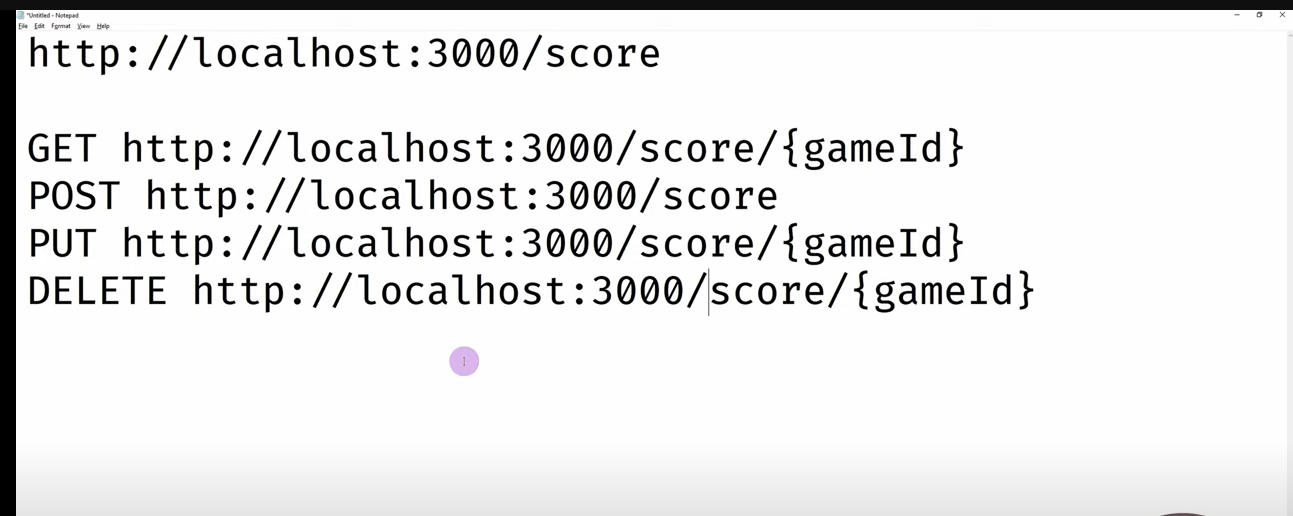 *Untitled - Notepad
File Edit Format View Help
http://localhost:3000/score
GET http://localhost:3000/score/{gameId}
POST http://localhost:3000/score
PUT http://localhost:3000/score/{gameId}
DELETE http://localhost:3000/score/{gameId}